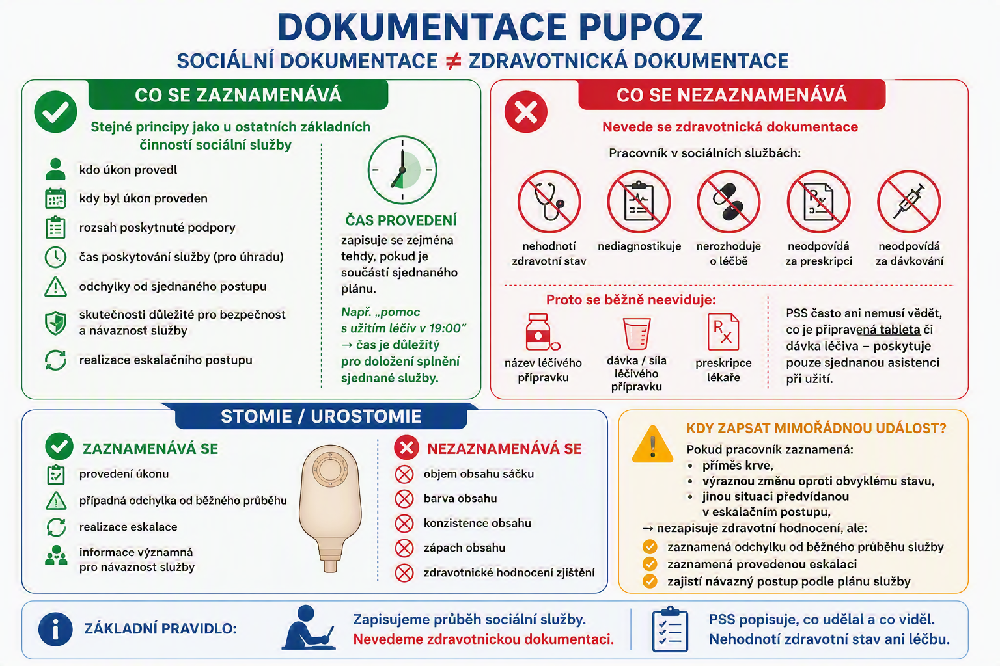 DOKUMENTACE PUPOZ
SOCIÁLNÍ DOKUMENTACE ≠ ZDRAVOTNICKÁ DOKUMENTACE
CO SE ZAZNAMENÁVÁ
Stejné principy jako u ostatních základních
činností sociální služby
kdo úkon provedl
kdy byl úkon proveden
rozsah poskytnuté podpory
čas poskytování služby (pro úhradu)
odchylky od sjednaného postupu
skutečnosti důležité pro bezpečnost
a návaznost služby
realizace eskalačního postupu
ČAS PROVEDENÍ
zapisuje se zejména
tehdy, pokud je
součástí sjednaného
plánu.
Např. „pomoc
s užitím léčiv v 19:00“
→ čas je důležitý
pro doložení splnění
sjednané služby.
CO SE NEZAZNAMENÁVÁ
Nevede se zdravotnická dokumentace
Pracovník v sociálních službách:
nehodnotí
zdravotní stav
nediagnostikuje
nerozhoduje
o léčbě
Rx
neodpovídá
za preskripci
neodpovídá
za dávkování
Proto se běžně neeviduje:
název léčivého
přípravku
dávka / síla
léčivého
přípravku
Rx
preskripce
lékaře
PSS často ani nemusí vědět,
co je připravená tableta či
dávka léčiva – poskytuje
pouze sjednanou asistenci
při užití.
STOMIE / UROSTOMIE
ZAZNAMENÁVÁ SE
provedení úkonu
případná odchylka od běžného průběhu
realizace eskalace
informace významná
pro návaznost služby
NEZAZNAMENÁVÁ SE
objem obsahu sáčku
barva obsahu
konzistence obsahu
zápach obsahu
zdravotnické hodnocení zjištění
KDY ZAPSAT MIMOŘÁDNOU UDÁLOST?
Pokud pracovník zaznamená:
• příměs krve,
• výraznou změnu oproti obvyklému stavu,
• jinou situaci předvídanou
v eskalačním postupu,
→ nezapisuje zdravotní hodnocení, ale:
zaznamená odchylku od běžného průběhu služby
zaznamená provedenou eskalaci
zajistí návazný postup podle plánu služby
ZÁKLADNÍ PRAVIDLO:
Zapisujeme průběh sociální služby.
Nevedeme zdravotnickou dokumentaci.
PSS popisuje, co udělal a co viděl.
Nehodnotí zdravotní stav ani léčbu.